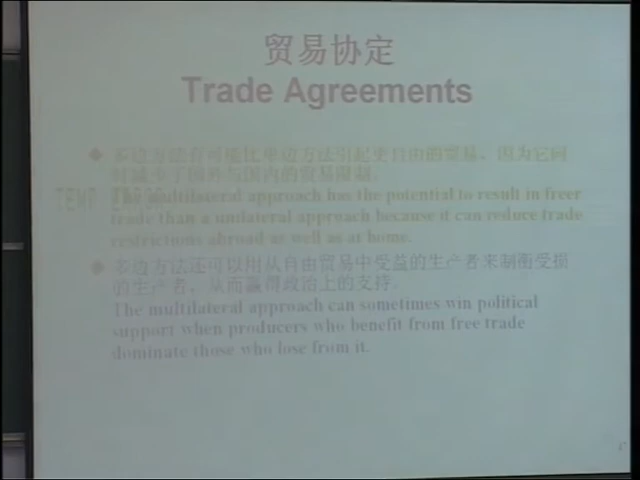 贸易协定
Trade Agreements
多边方法有可能比单边方法引起更自由的贸易，因为它同
时减少了国外与国内的贸易限制。
The multilateral approach has the potential to result in freer
trade than a unilateral approach because it can reduce trade
restrictions abroad as well as at home.
多边方法还可以用从自由贸易中受益的生产者来制衡受损
的生产者，从而赢得政治上的支持。
The multilateral approach can sometimes win political
support when producers who benefit from free trade
dominate those who lose from it.